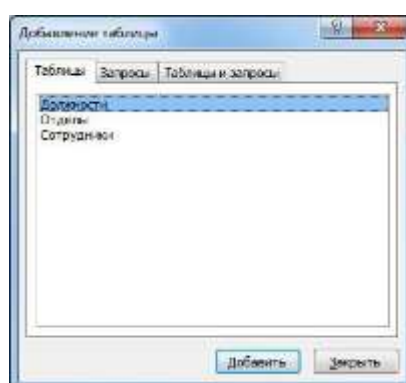 Добавление таблицы
Таблицы Запросы Таблицы и запросы
Должности
Отделы
Сотрудники
Добавить Закрыть